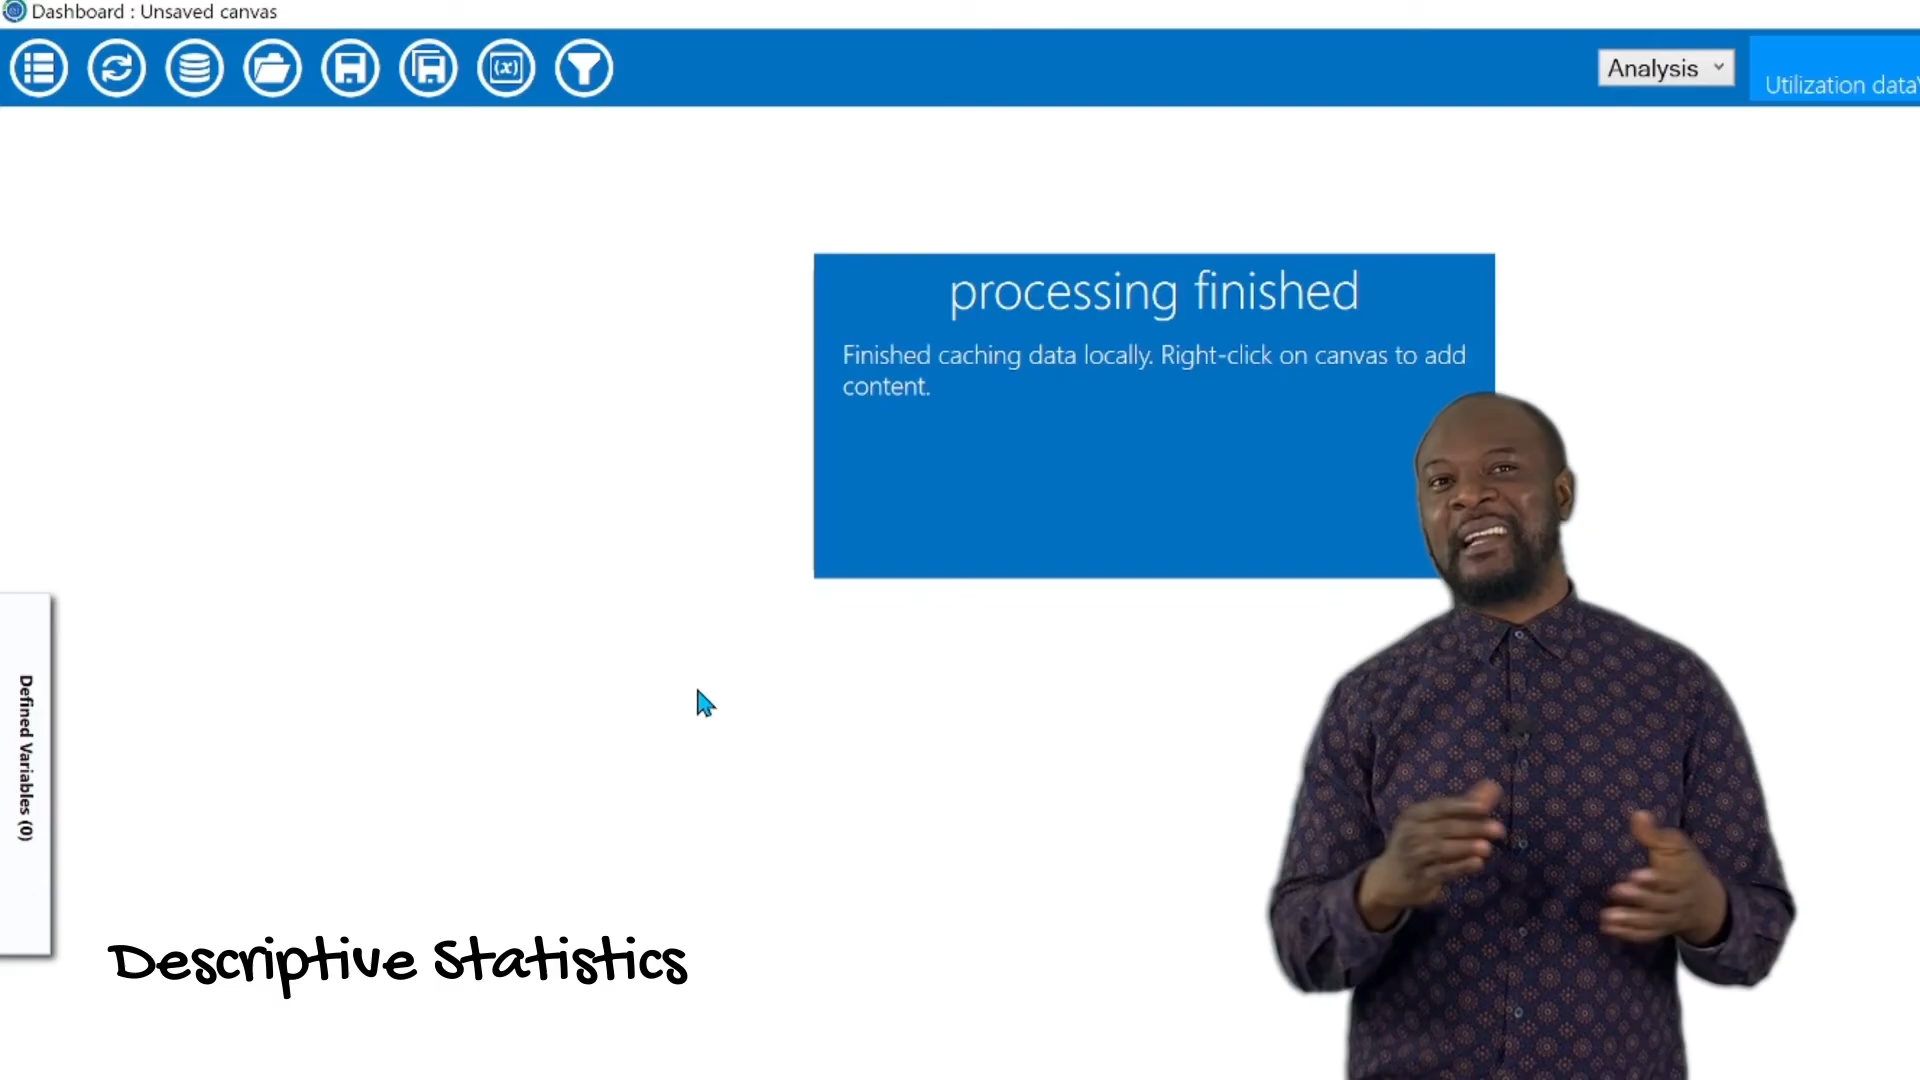 Dashboard : Unsaved canvas
(x)
Analysis
Utilization data\
processing finished
Finished caching data locally. Right-click on canvas to add
content.
Defined Variables (0)
Descriptive Statistics